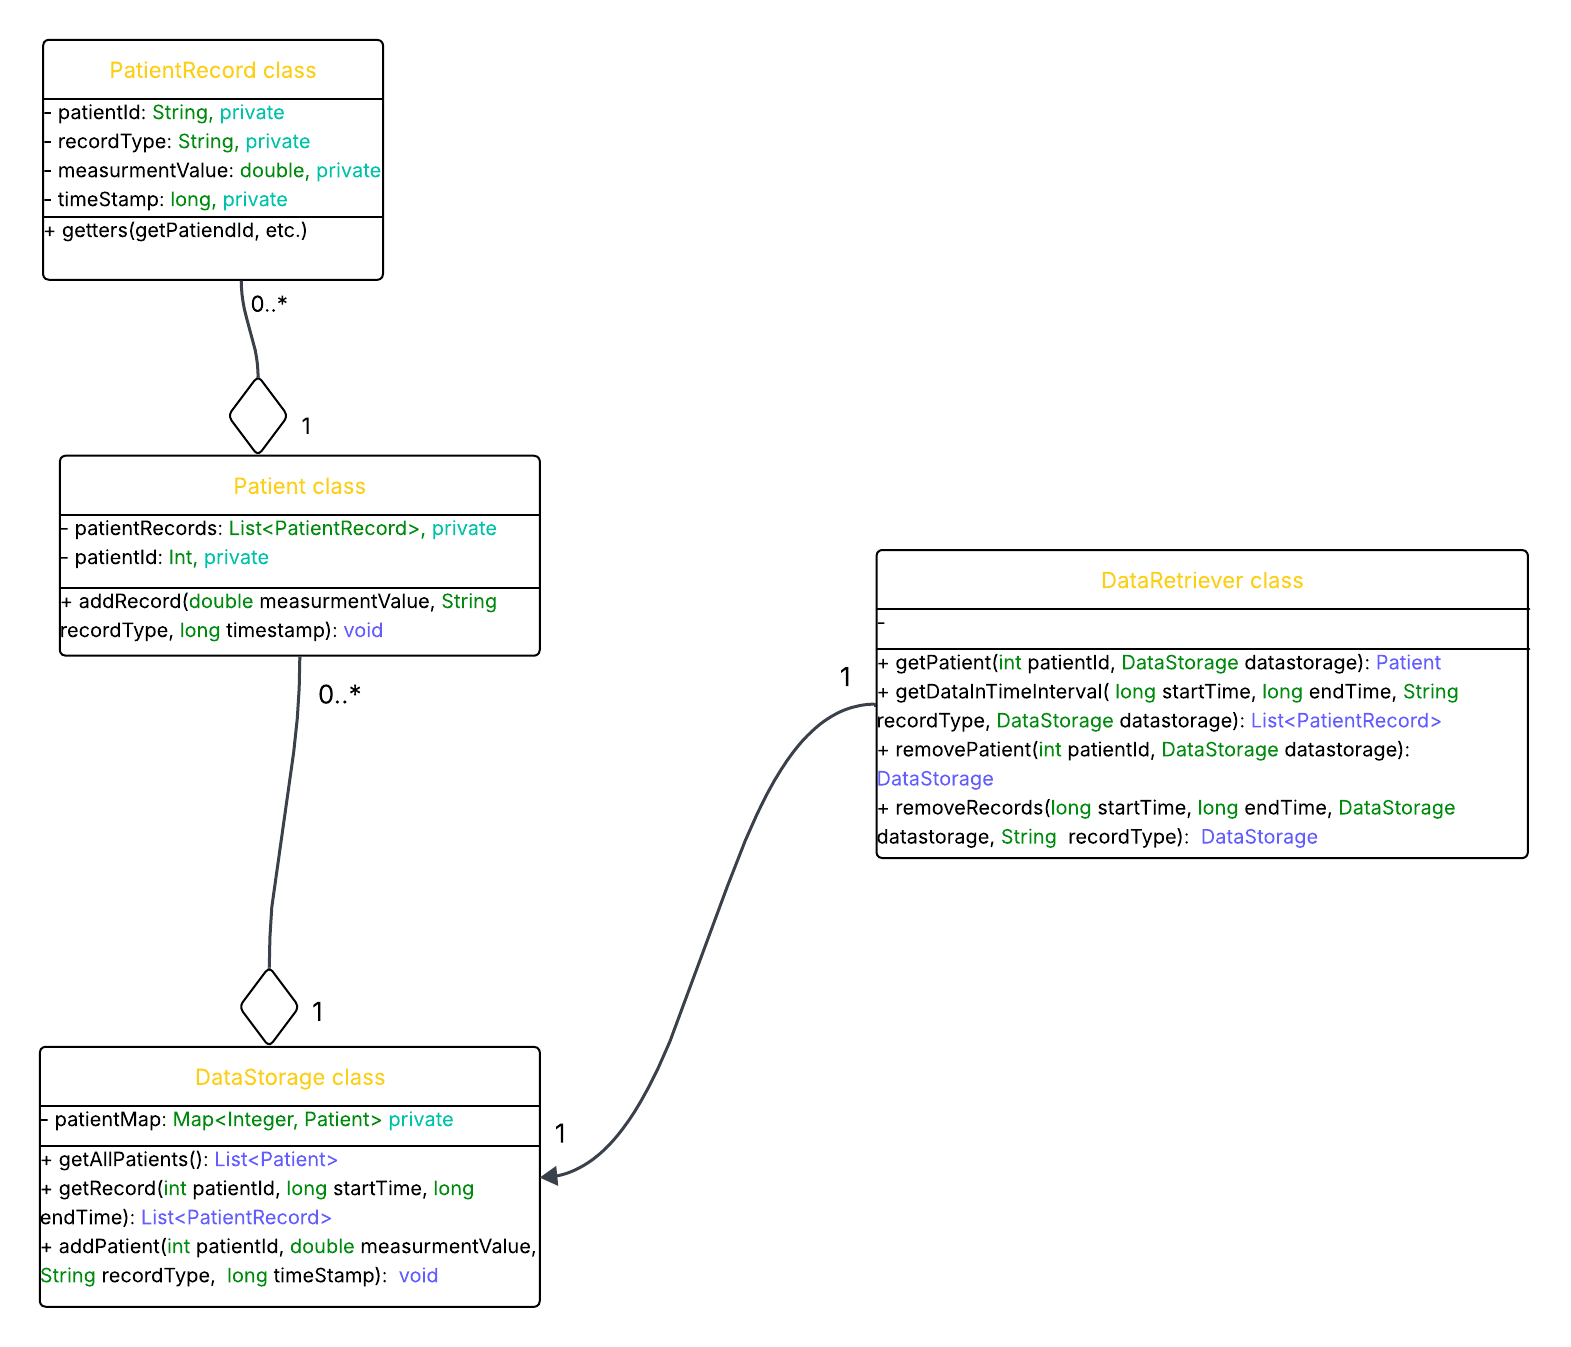 PatientRecord class
- patientId: String, private
- recordType: String, private
- measurmentValue: double, private
- timeStamp: long, private
+ getters(getPatiendId, etc.)
0..*
1
Patient class
- patientRecords: List<PatientRecord>, private
- patientId: Int, private
+ addRecord(double measurmentValue, String
recordType, long timestamp): void
0..*
1
DataStorage class
- patientMap: Map<Integer, Patient> private
+ getAllPatients(): List<Patient>
+ getRecord(int patientId, long startTime, long
endTime): List<PatientRecord>
+ addPatient(int patientId, double measurmentValue,
String recordType, long timeStamp): void
1
1
DataRetriever class
-
+ getPatient(int patientId, DataStorage datastorage): Patient
+ getDataInTimeInterval( long startTime, long endTime, String
recordType, DataStorage datastorage): List<PatientRecord>
+ removePatient(int patientId, DataStorage datastorage):
DataStorage
+ removeRecords(long startTime, long endTime, DataStorage
datastorage, String recordType): DataStorage